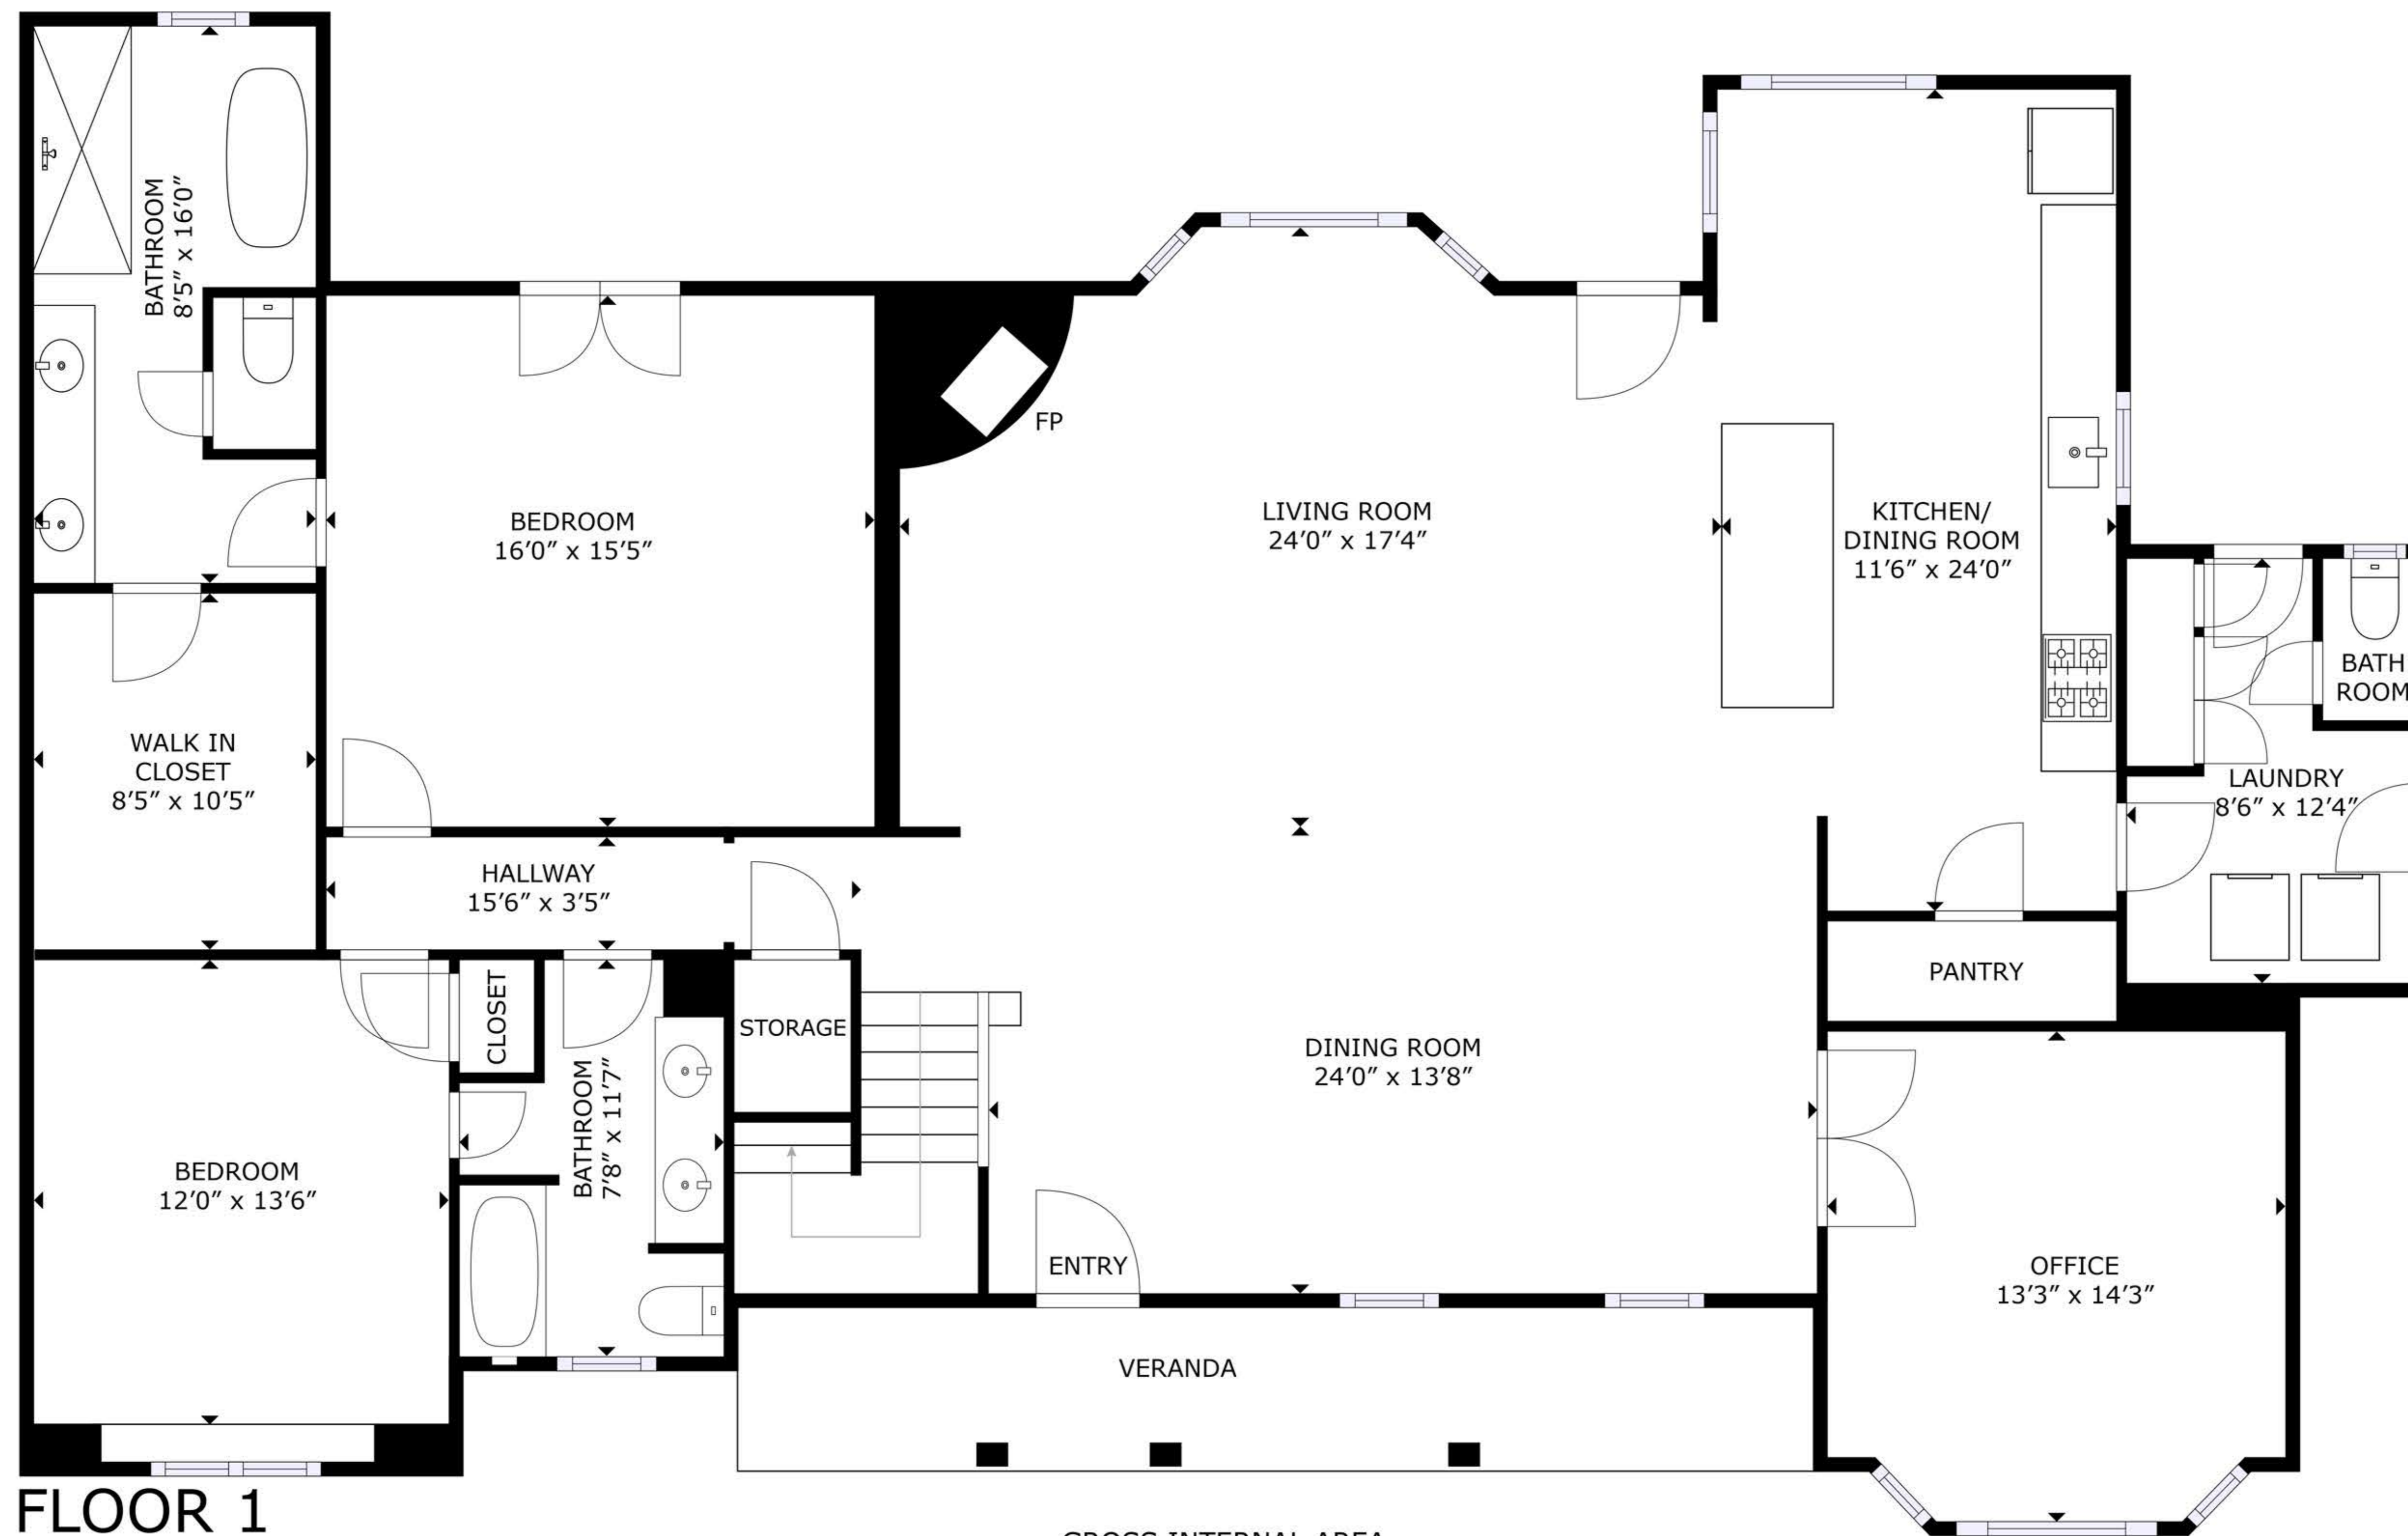 BATHROOM
8'5" x 16'0"
BEDROOM
16'0" x 15'5"
FP
LIVING ROOM
24'0" x 17'4"
KITCHEN/
DINING ROOM
11'6" x 24'0"
BATH
ROOM
WALK IN
CLOSET
8'5" x 10'5"
LAUNDRY
8'6" x 12'4"
HALLWAY
15'6" x 3'5"
PANTRY
CLOSET
STORAGE
BATHROOM
7'8" x 11'7"
DINING ROOM
24'0" x 13'8"
BEDROOM
12'0" x 13'6"
ENTRY
OFFICE
13'3" x 14'3"
VERANDA
FLOOR 1
GROSS INTERNAL AREA